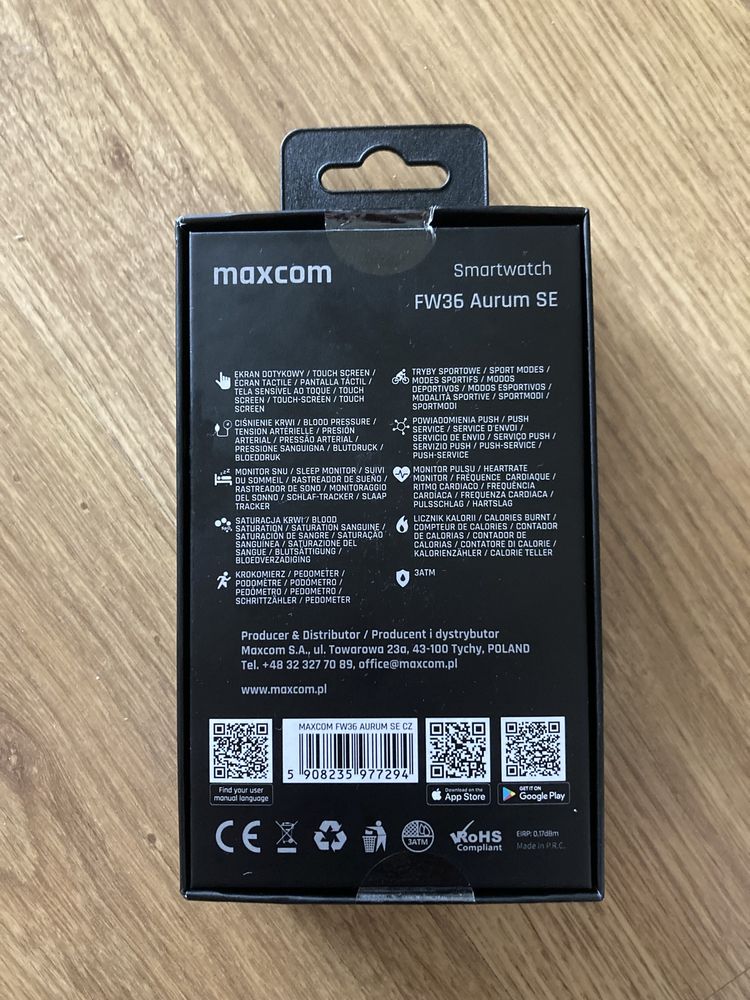 maxcom
Smartwatch
FW36 Aurum SE
EKRAN DOTYKOWY / TOUCH SCREEN /
ÉCRAN TACTILE / PANTALLA TÁCTIL /
TELA SENSÍVEL AO TOQUE / TOUCH
SCREEN / TOUCH-SCREEN / TOUCH
SCREEN
CIŚNIENIE KRWI / BLOOD PRESSURE /
TENSION ARTÉRIELLE / PRESIÓN
ARTERIAL / PRESSÃO ARTERIAL /
PRESSIONE SANGUIGNA / BLUTDRUCK /
BLOEDDRUK
MONITOR SNU / SLEEP MONITOR / SUIVI
DU SOMMEIL / RASTREADOR DE SUEÑO /
RASTREADOR DE SONO / MONITORAGGIO
DEL SONNO / SCHLAF-TRACKER / SLAAP
TRACKER
SATURACJA KRWI / BLOOD
SATURATION / SATURATION SANGUINE /
SATURACIÓN DE SANGRE / SATURAÇÃO
SANGUÍNEA / SATURAZIONE DEL
SANGUE / BLUTSÄTTIGUNG /
BLOEDVERZADIGING
KROKOMIERZ / PEDOMETER /
PODOMÈTRE / PODÓMETRO /
PEDÓMETRO / PEDOMETRO /
SCHRITTZÄHLER / PEDOMETER
TRYBY SPORTOWE / SPORT MODES /
MODES SPORTIFS / MODOS
DEPORTIVOS / MODOS ESPORTIVOS /
MODALITÀ SPORTIVE / SPORTMODI /
SPORTMODI
POWIADOMIENIA PUSH / PUSH
SERVICE / SERVICE D'ENVOI /
SERVICIO DE ENVÍO / SERVIÇO PUSH /
SERVIZIO PUSH / PUSH-SERVICE /
PUSH-SERVICE
MONITOR PULSU / HEARTRATE
MONITOR / FRÉQUENCE CARDIAQUE /
RITMO CARDIACO / FREQUÊNCIA
CARDÍACA / FREQUENZA CARDIACA /
PULSSCHLAG / HARTSLAG
LICZNIK KALORII / CALORIES BURNT /
COMPTEUR DE CALORIES / CONTADOR
DE CALORÍAS / CONTADOR DE
CALORIAS / CONTATORE DI CALORIE /
KALORIENZÄHLER / CALORIE TELLER
3ATM
Producer & Distributor / Producent i dystrybutor
Maxcom S.A., ul. Towarowa 23a, 43-100 Tychy, POLAND
Tel. +48 32 327 70 89, office@maxcom.pl
www.maxcom.pl
MAXCOM FW36 AURUM SE CZ
5 908235 977294
Find your user
manual language
Download on the
App Store
GET IT ON
Google Play
CE
3ATM
RoHS
Compliant
EIRP: 0,17dBm
Made in P.R.C.